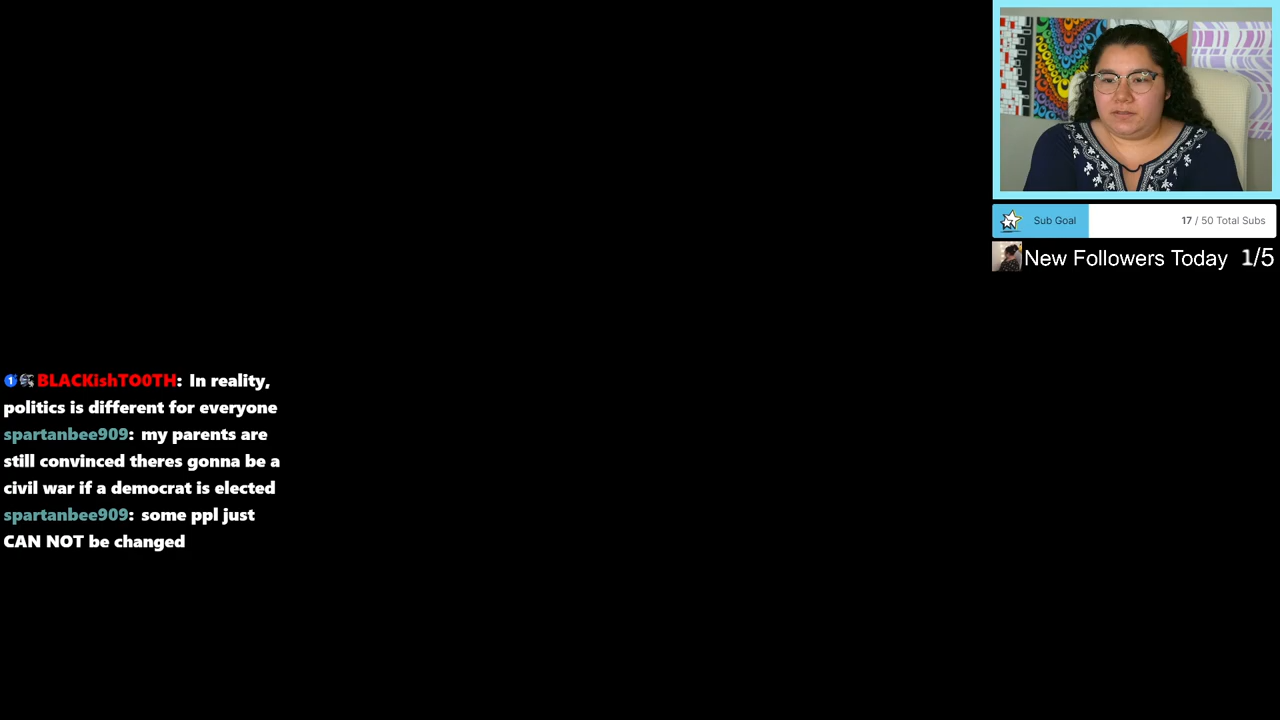 Sub Goal 17 / 50 Total Subs
New Followers Today 1/5
BLACKishTO0TH: In reality,
politics is different for everyone
spartanbee909: my parents are
still convinced theres gonna be a
civil war if a democrat is elected
spartanbee909: some ppl just
CAN NOT be changed